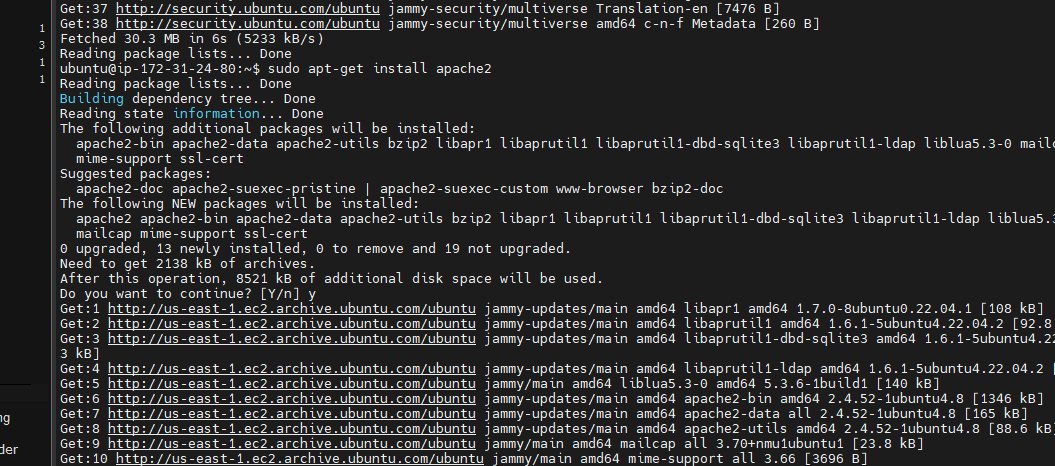 Get:37 http://security.ubuntu.com/ubuntu jammy-security/multiverse Translation-en [7476 B]
Get:38 http://security.ubuntu.com/ubuntu jammy-security/multiverse amd64 c-n-f Metadata [260 B]
1
Fetched 30.3 MB in 6s (5233 kB/s)
3
Reading package lists... Done
1
ubuntu@ip-172-31-24-80:~$ sudo apt-get install apache2
1
Reading package lists... Done
Building dependency tree... Done
Reading state information... Done
The following additional packages will be installed:
  apache2-bin apache2-data apache2-utils bzip2 libapr1 libaprutil1 libaprutil1-dbd-sqlite3 libaprutil1-ldap liblua5.3-0 mailc
  mime-support ssl-cert
Suggested packages:
  apache2-doc apache2-suexec-pristine | apache2-suexec-custom www-browser bzip2-doc
The following NEW packages will be installed:
  apache2 apache2-bin apache2-data apache2-utils bzip2 libapr1 libaprutil1 libaprutil1-dbd-sqlite3 libaprutil1-ldap liblua5.3
  mailcap mime-support ssl-cert
0 upgraded, 13 newly installed, 0 to remove and 19 not upgraded.
Need to get 2138 kB of archives.
After this operation, 8521 kB of additional disk space will be used.
Do you want to continue? [Y/n] y
Get:1 http://us-east-1.ec2.archive.ubuntu.com/ubuntu jammy-updates/main amd64 libapr1 amd64 1.7.0-8ubuntu0.22.04.1 [108 kB]
Get:2 http://us-east-1.ec2.archive.ubuntu.com/ubuntu jammy-updates/main amd64 libaprutil1 amd64 1.6.1-5ubuntu4.22.04.2 [92.8
Get:3 http://us-east-1.ec2.archive.ubuntu.com/ubuntu jammy-updates/main amd64 libaprutil1-dbd-sqlite3 amd64 1.6.1-5ubuntu4.22
3 kB]
Get:4 http://us-east-1.ec2.archive.ubuntu.com/ubuntu jammy-updates/main amd64 libaprutil1-ldap amd64 1.6.1-5ubuntu4.22.04.2 [
Get:5 http://us-east-1.ec2.archive.ubuntu.com/ubuntu jammy/main amd64 liblua5.3-0 amd64 5.3.6-1build1 [140 kB]
Get:6 http://us-east-1.ec2.archive.ubuntu.com/ubuntu jammy-updates/main amd64 apache2-bin amd64 2.4.52-1ubuntu4.8 [1346 kB]
Get:7 http://us-east-1.ec2.archive.ubuntu.com/ubuntu jammy-updates/main amd64 apache2-data all 2.4.52-1ubuntu4.8 [165 kB]
ng
Get:8 http://us-east-1.ec2.archive.ubuntu.com/ubuntu jammy-updates/main amd64 apache2-utils amd64 2.4.52-1ubuntu4.8 [88.6 kB]
Get:9 http://us-east-1.ec2.archive.ubuntu.com/ubuntu jammy/main amd64 mailcap all 3.70+nmu1ubuntu1 [23.8 kB]
der
Get:10 http://us-east-1.ec2.archive.ubuntu.com/ubuntu jammy/main amd64 mime-support all 3.66 [3696 B]